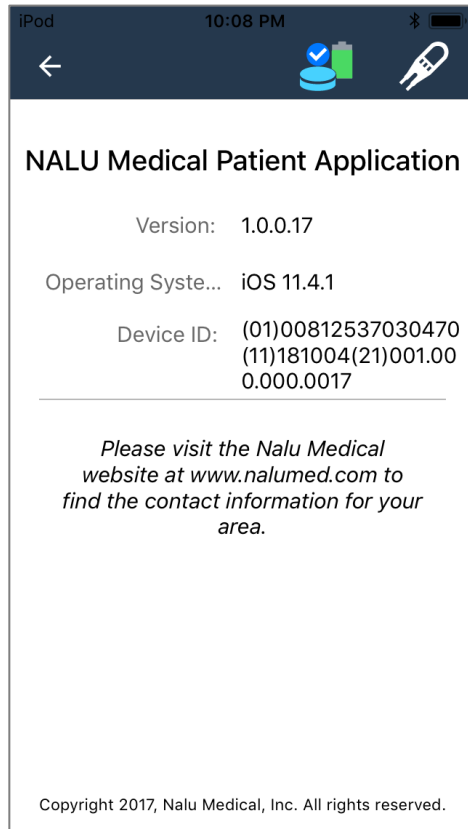 iPod 10:08 PM
NALU Medical Patient Application
Version: 1.0.0.17
Operating Syste... iOS 11.4.1
Device ID: (01)00812537030470
(11)181004(21)001.00
0.000.0017
Please visit the Nalu Medical
website at www.nalumed.com to
find the contact information for your
area.
Copyright 2017, Nalu Medical, Inc. All rights reserved.